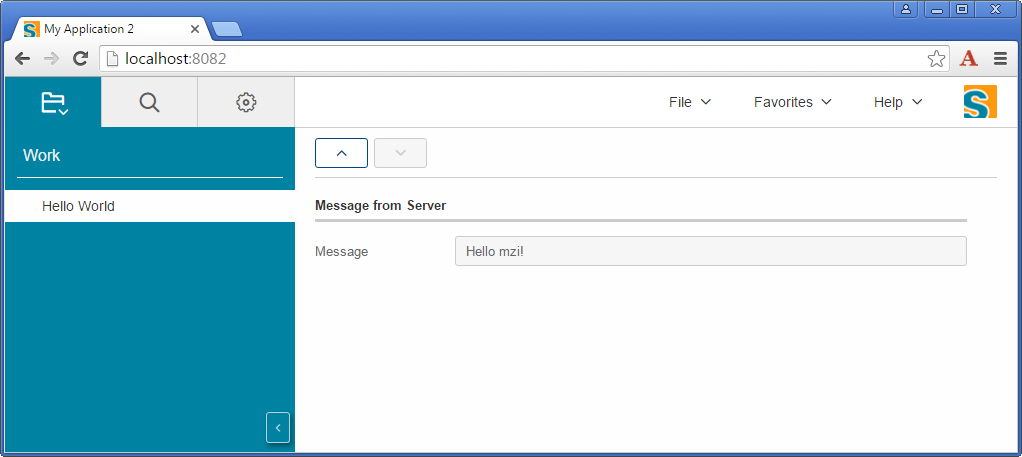 My Application 2
localhost:8082
File
Favorites
Help
Work
Hello World
Message from Server
Message
Hello mzi!